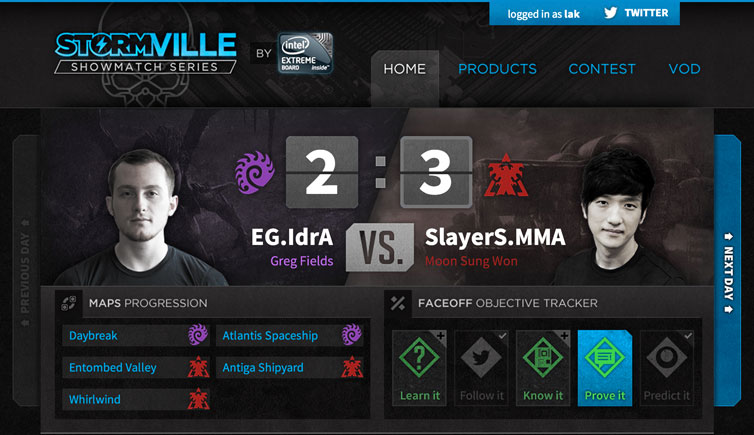 logged in as lak
TWITTER
STORMVILLE
SHOWMATCH SERIES
BY
intel
EXTREME
BOARD
inside™
HOME
PRODUCTS
CONTEST
VOD
2 : 3
EG.IdrA
VS.
SlayerS.MMA
Greg Fields
Moon Sung Won
PREVIOUS DAY
NEXT DAY
MAPS PROGRESSION
Daybreak
Atlantis Spaceship
Entombed Valley
Antiga Shipyard
Whirlwind
FACEOFF OBJECTIVE TRACKER
Learn it
Follow it
Know it
Prove it
Predict it